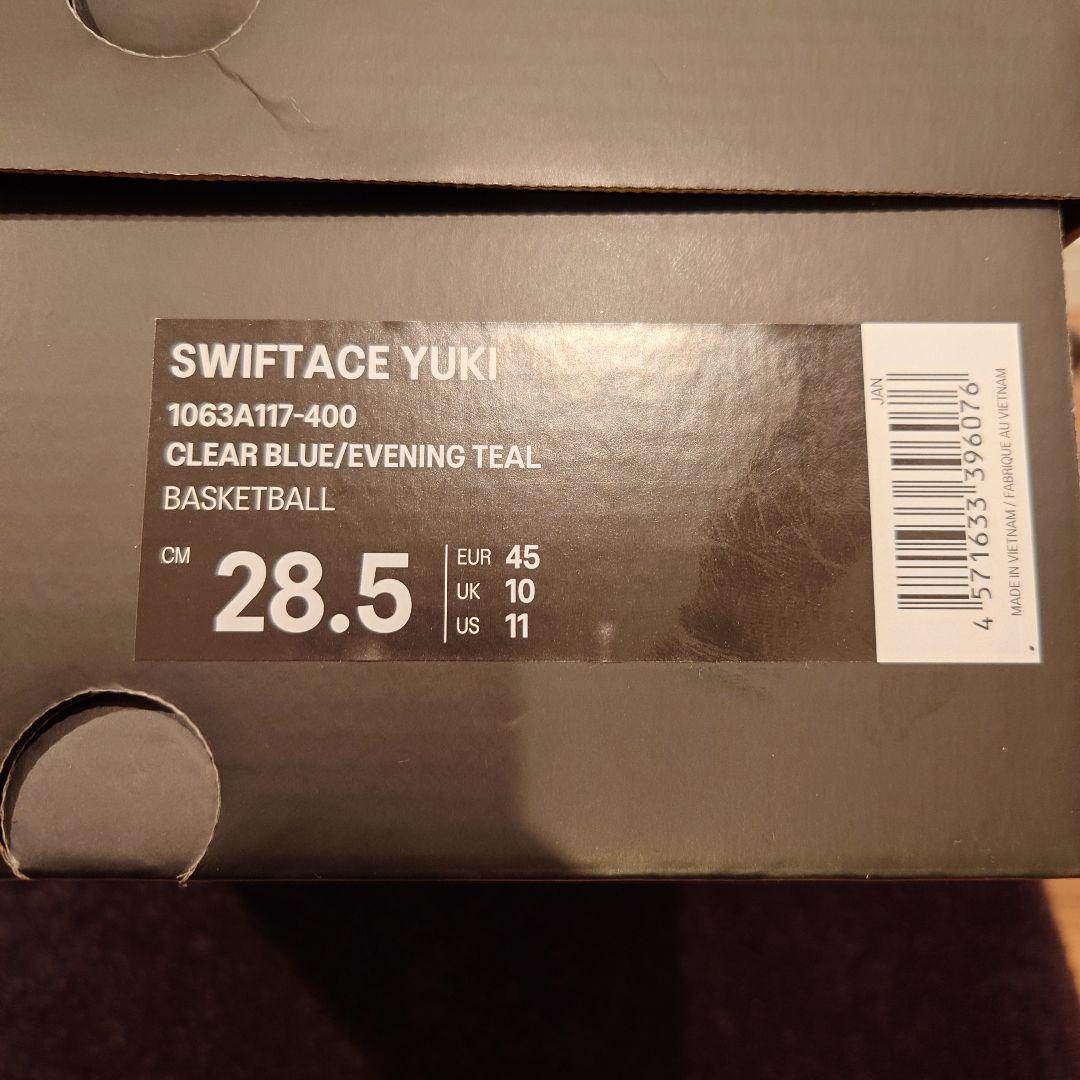 SWIFTACE YUKI
1063A117-400
CLEAR BLUE/EVENING TEAL
BASKETBALL
CM 28.5
EUR 45
UK 10
US 11
JAN
4 571633 396076
MADE IN VIETNAM / FABRIQUE AU VIETNAM